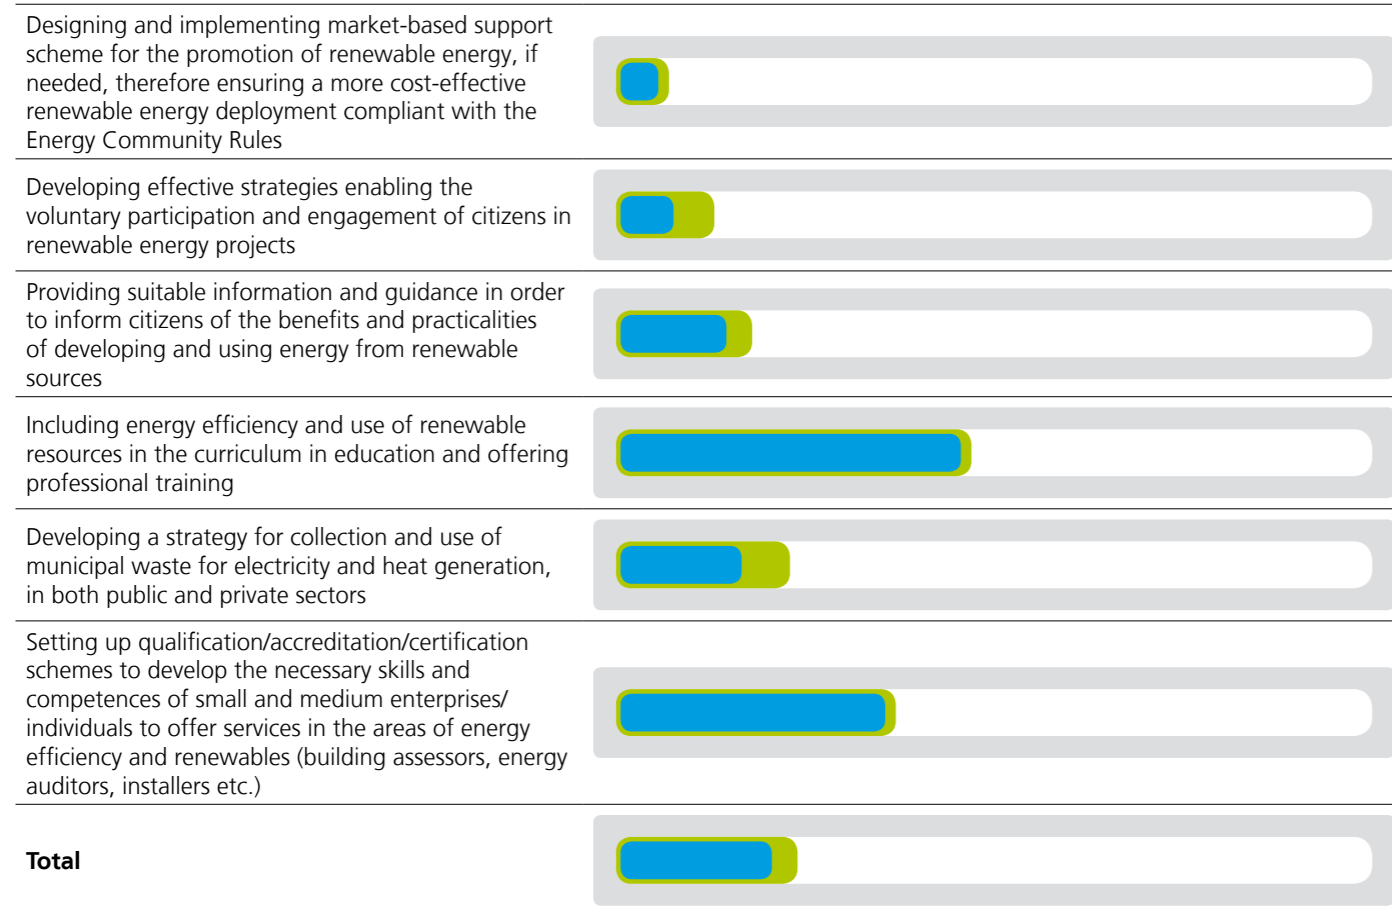 Designing and implementing market-based support
scheme for the promotion of renewable energy, if
needed, therefore ensuring a more cost-effective
renewable energy deployment compliant with the
Energy Community Rules
Developing effective strategies enabling the
voluntary participation and engagement of citizens in
renewable energy projects
Providing suitable information and guidance in order
to inform citizens of the benefits and practicalities
of developing and using energy from renewable
sources
Including energy efficiency and use of renewable
resources in the curriculum in education and offering
professional training
Developing a strategy for collection and use of
municipal waste for electricity and heat generation,
in both public and private sectors
Setting up qualification/accreditation/certification
schemes to develop the necessary skills and
competences of small and medium enterprises/
individuals to offer services in the areas of energy
efficiency and renewables (building assessors, energy
auditors, installers etc.)
Total